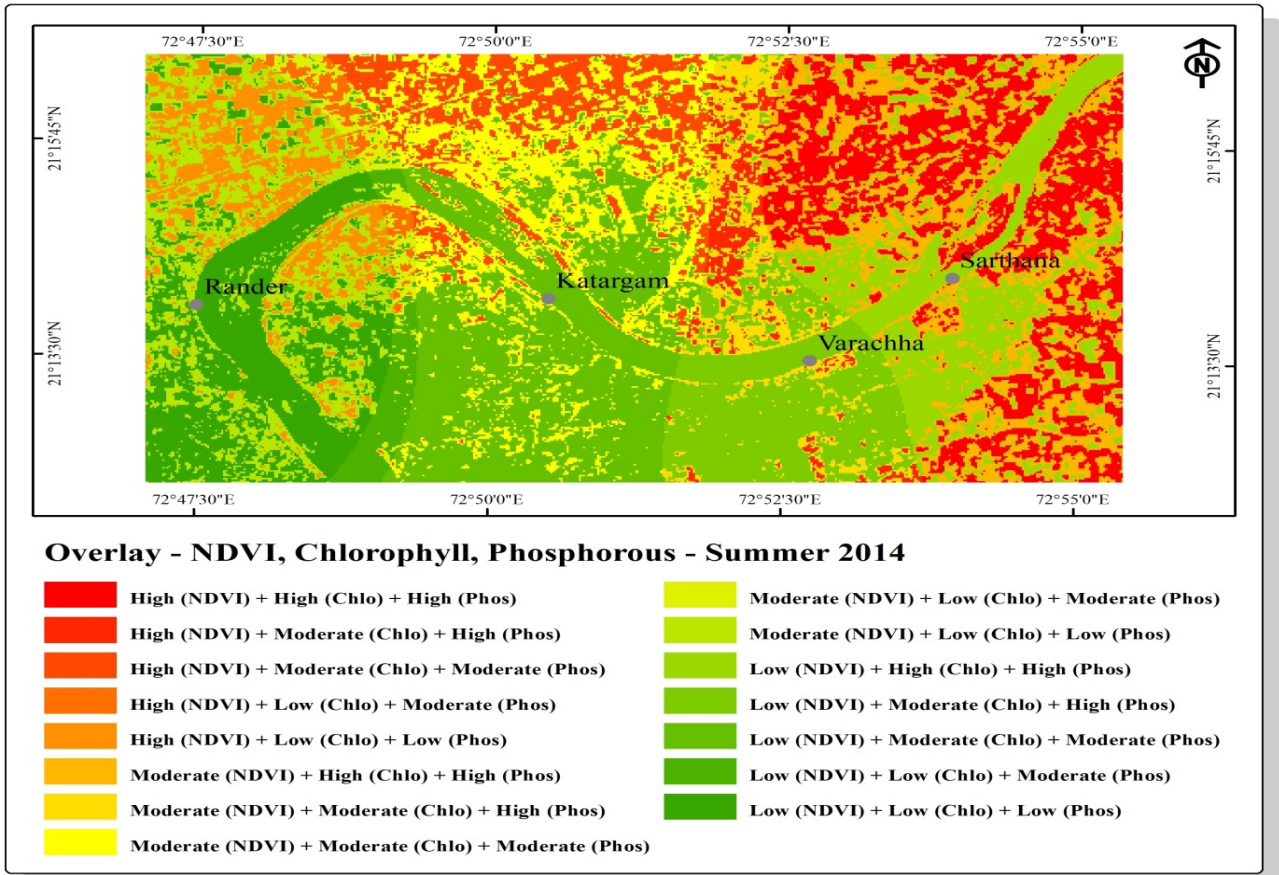 72°47'30"E 72°50'0"E 72°52'30"E 72°55'0"E
N
21°15'45"N 21°15'45"N
Sarthana
Rander Katargam
Varachha
21°13'30"N 21°13'30"N
72°47'30"E 72°50'0"E 72°52'30"E 72°55'0"E
Overlay - NDVI, Chlorophyll, Phosphorous - Summer 2014
High (NDVI) + High (Chlo) + High (Phos)
High (NDVI) + Moderate (Chlo) + High (Phos)
High (NDVI) + Moderate (Chlo) + Moderate (Phos)
High (NDVI) + Low (Chlo) + Moderate (Phos)
High (NDVI) + Low (Chlo) + Low (Phos)
Moderate (NDVI) + High (Chlo) + High (Phos)
Moderate (NDVI) + Moderate (Chlo) + High (Phos)
Moderate (NDVI) + Moderate (Chlo) + Moderate (Phos)
Moderate (NDVI) + Low (Chlo) + Moderate (Phos)
Moderate (NDVI) + Low (Chlo) + Low (Phos)
Low (NDVI) + High (Chlo) + High (Phos)
Low (NDVI) + Moderate (Chlo) + High (Phos)
Low (NDVI) + Moderate (Chlo) + Moderate (Phos)
Low (NDVI) + Low (Chlo) + Moderate (Phos)
Low (NDVI) + Low (Chlo) + Low (Phos)